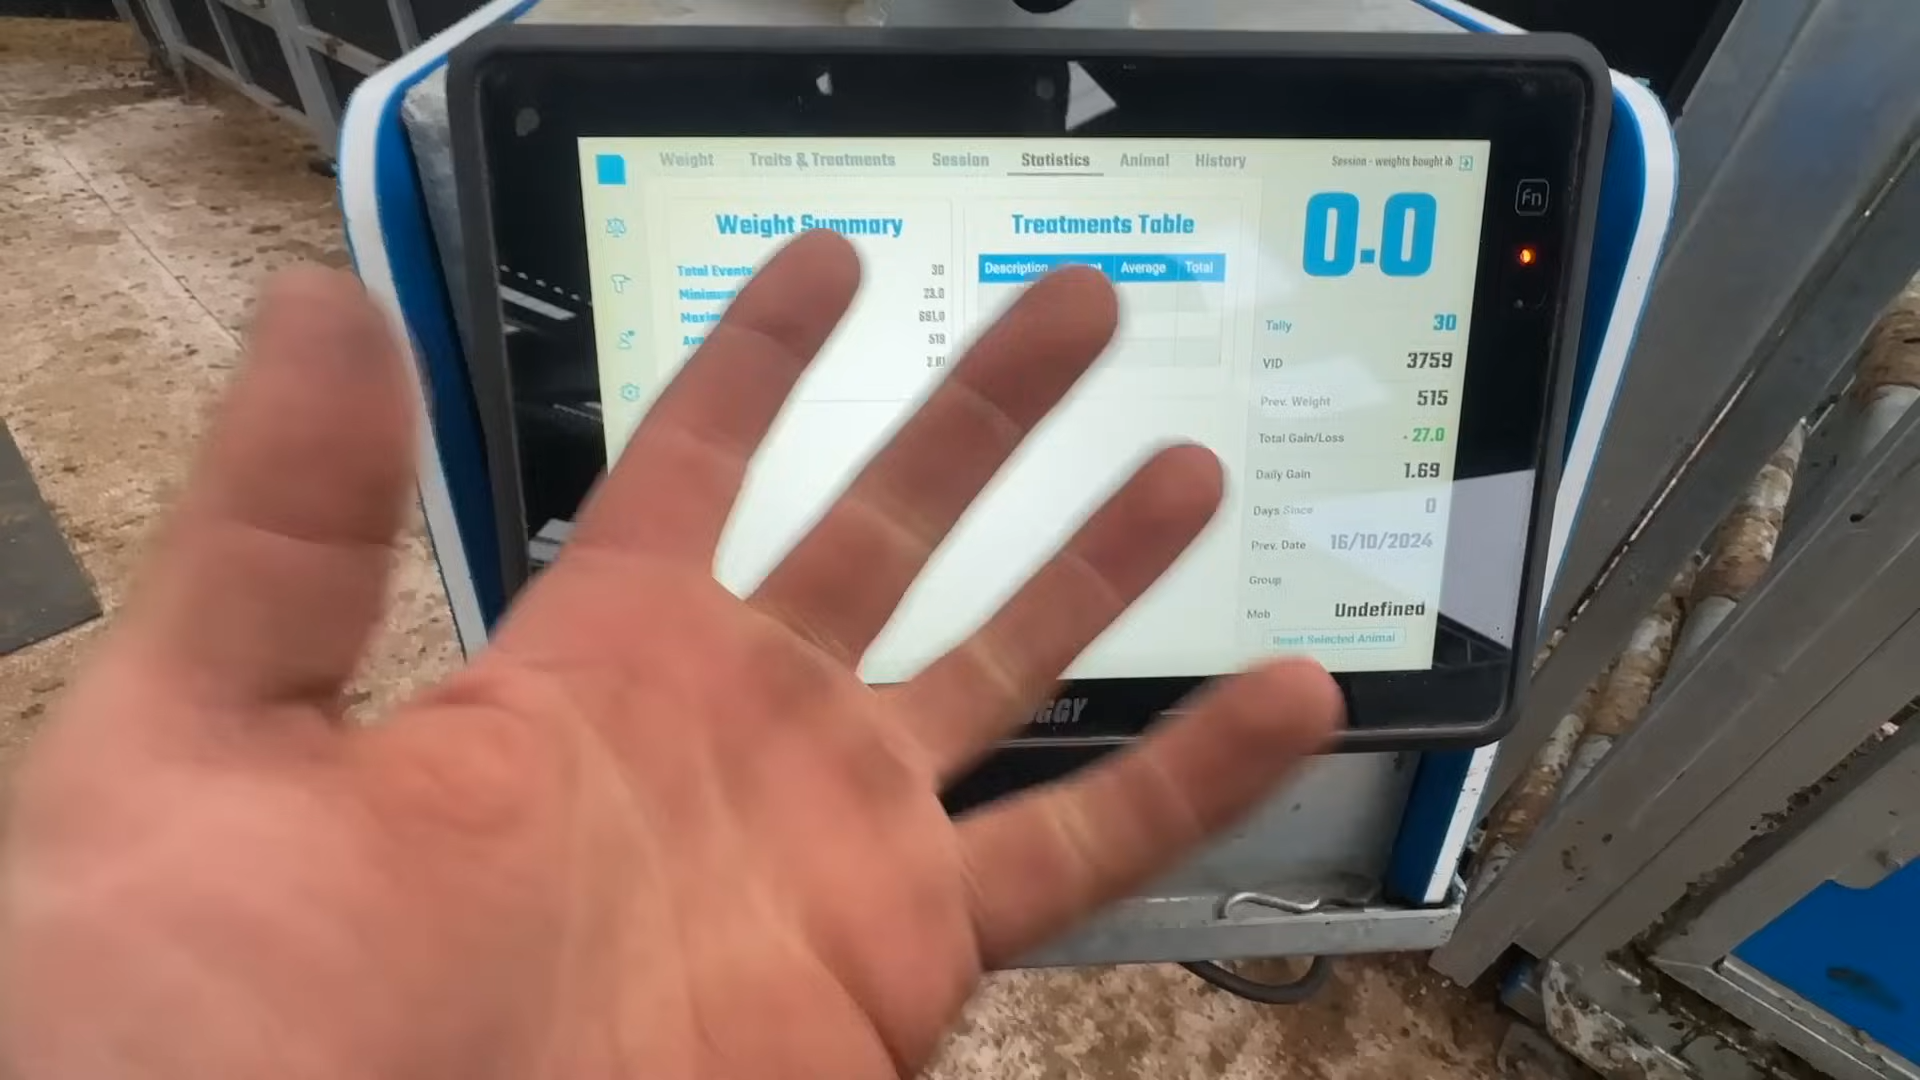 Weight Traits & Treatments Session Statistics Animal History
Session - weights bought ib
Weight Summary
Total Events 30
Minimum 23.0
661.0
519
Treatments Table
Description Average Total
0.0
Fn
Tally 30
VID 3759
Prev. Weight 515
Total Gain/Loss - 27.0
Daily Gain 1.69
Days Since 0
Prev. Date 16/10/2024
Group
Mob Undefined
Reset Selected Animal
GGY